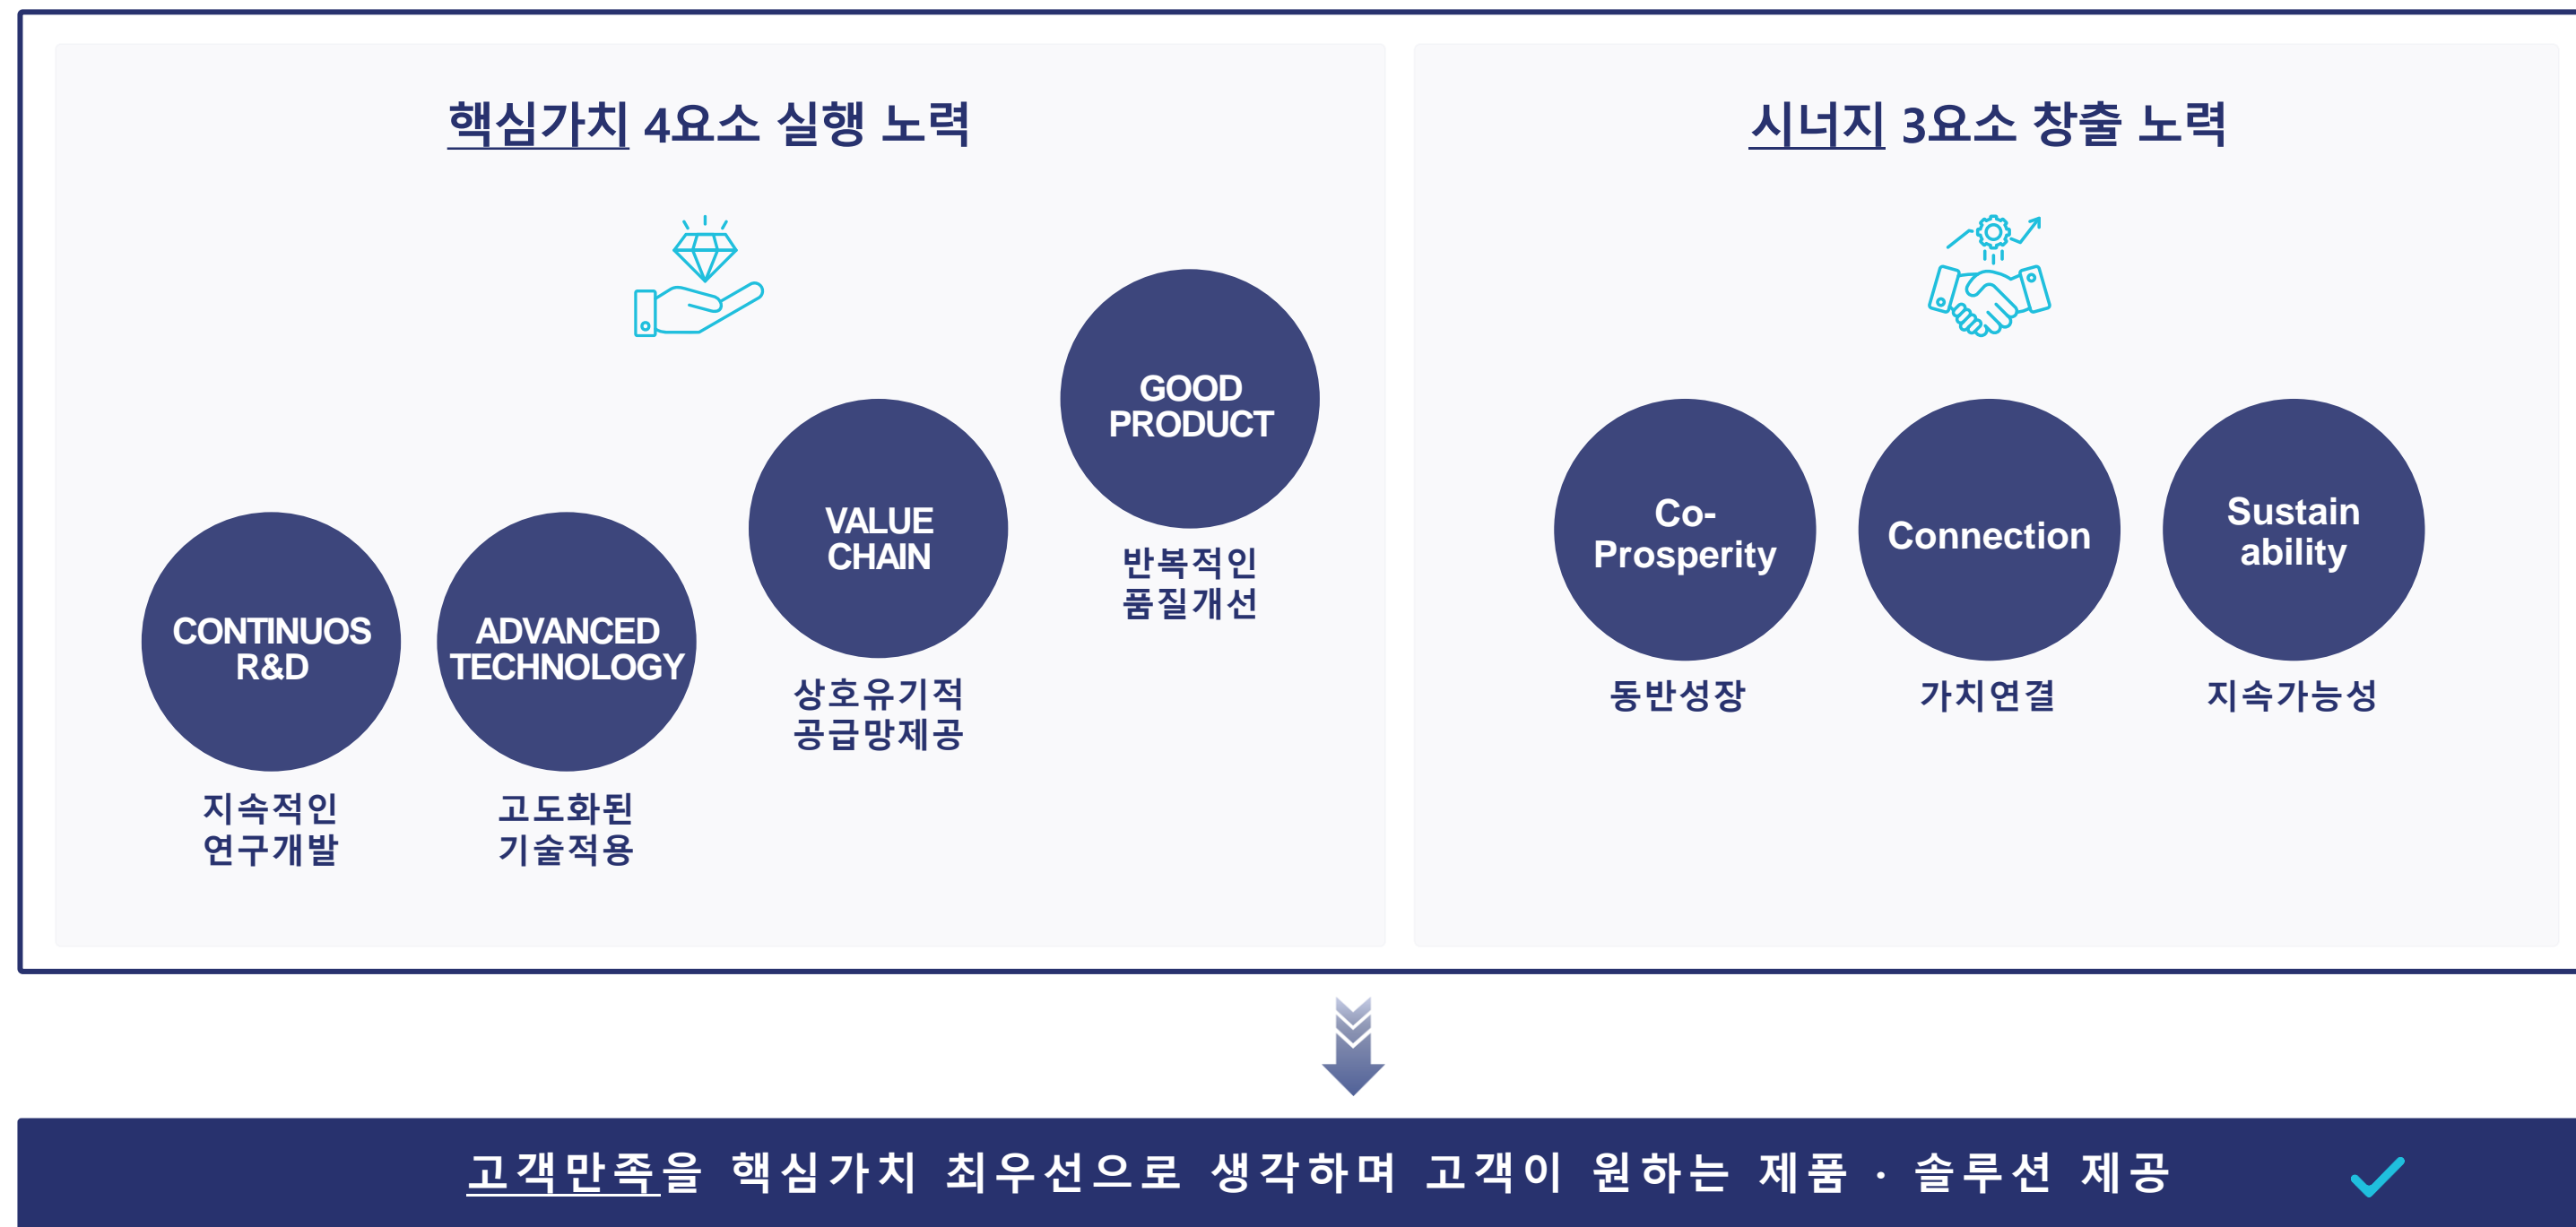 핵심가치 4요소 실행 노력
CONTINUOS
R&D
지속적인
연구개발
ADVANCED
TECHNOLOGY
고도화된
기술적용
VALUE
CHAIN
상호유기적
공급망제공
GOOD
PRODUCT
반복적인
품질개선
시너지 3요소 창출 노력
Co-
Prosperity
동반성장
Connection
가치연결
Sustain
ability
지속가능성
고객만족을 핵심가치 최우선으로 생각하며 고객이 원하는 제품 · 솔루션 제공